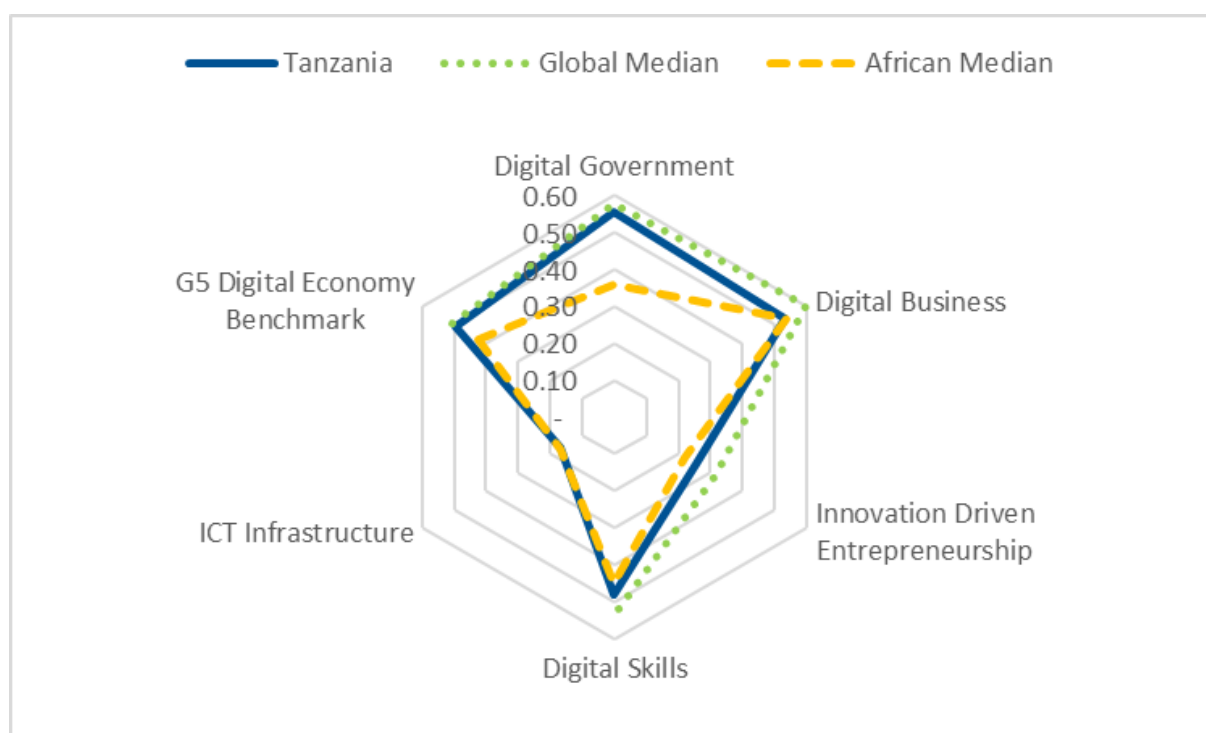 Tanzania
Global Median
African Median
Digital Government
0.60
0.50
0.40
0.30
0.20
0.10
-
Digital Business
Innovation Driven
Entrepreneurship
Digital Skills
ICT Infrastructure
G5 Digital Economy
Benchmark